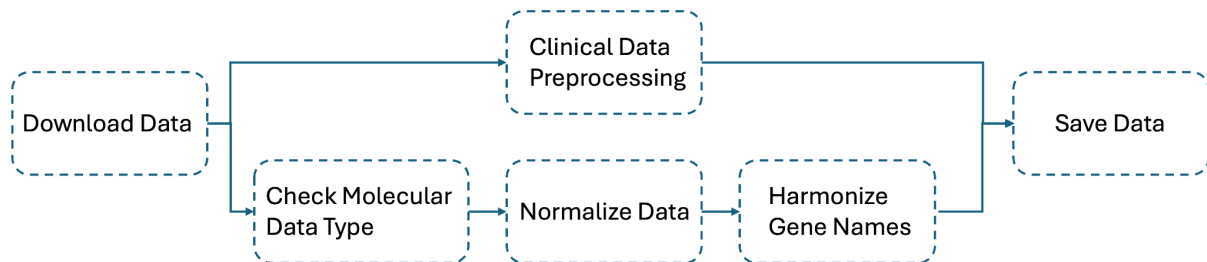 Download Data
Clinical Data
Preprocessing
Check Molecular
Data Type
Normalize Data
Harmonize
Gene Names
Save Data